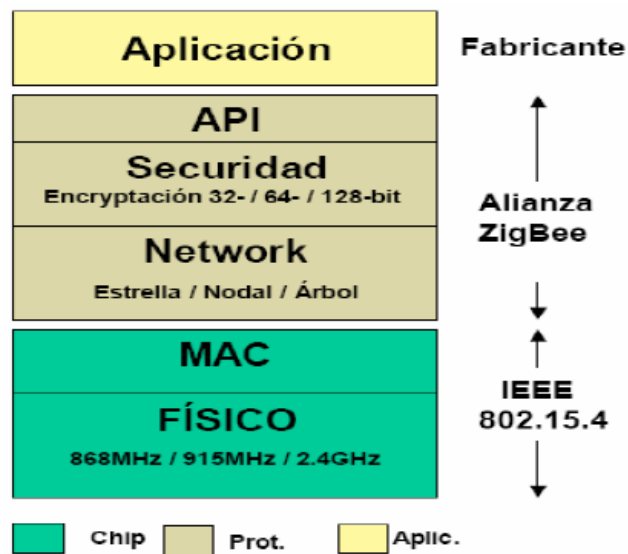 Aplicación
Fabricante
API
Securidad
Encryptación 32- / 64- / 128-bit
Alianza
ZigBee
Network
Estrella / Nodal / Árbol
MAC
IEEE
802.15.4
FÍSICO
868MHz / 915MHz / 2.4GHz
Chip
Prot.
Aplic.